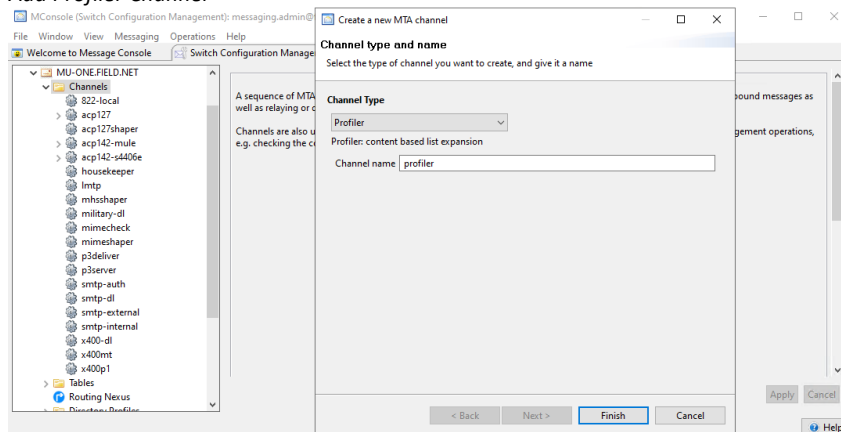 Add Profiler Channel
MConsole (Switch Configuration Management): messaging.admin@
File Window View Messaging Operations Help
Welcome to Message Console
Switch Configuration Manage
MU-ONE.FIELD.NET
Channels
822-local
acp127
acp127shaper
acp142-mule
acp142-s4406e
housekeeper
lmtp
mhsshaper
military-dl
mimecheck
mimeshaper
p3deliver
p3server
smtp-auth
smtp-dl
smtp-external
smtp-internal
x400-dl
x400mt
x400p1
Tables
Routing Nexus
Directory Profiles
A sequence of MTA
well as relaying or
Channels are also u
e.g. checking the c
Create a new MTA channel
Channel type and name
Select the type of channel you want to create, and give it a name
Channel Type
Profiler
Profiler: content based list expansion
Channel name profiler
< Back Next > Finish Cancel
ound messages as
gement operations,
Apply Cancel
Help